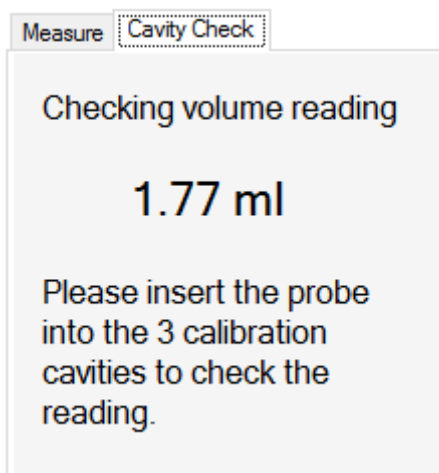 Measure Cavity Check
Checking volume reading
1.77 ml
Please insert the probe
into the 3 calibration
cavities to check the
reading.